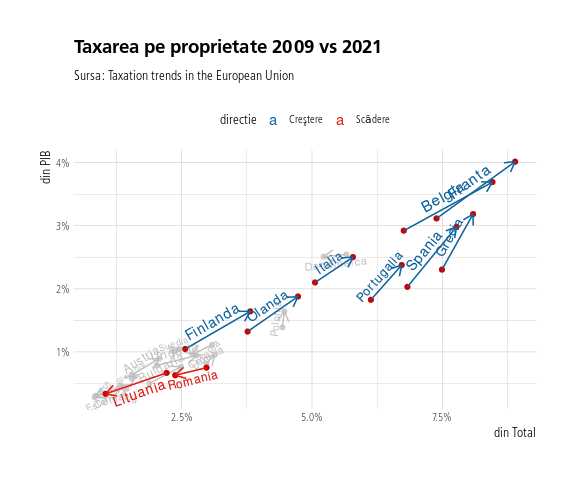 Taxarea pe proprietate 2009 vs 2021
Sursa: Taxation trends in the European Union
directie a Creştere a Scădere
din PIB
4%
Franta
Belgia
3%
Grecia
Spania
Italia
Portugalia
2%
Olanda
Finlanda
Austria
1%
Romania
Lituania
2.5% 5.0% 7.5%
din Total